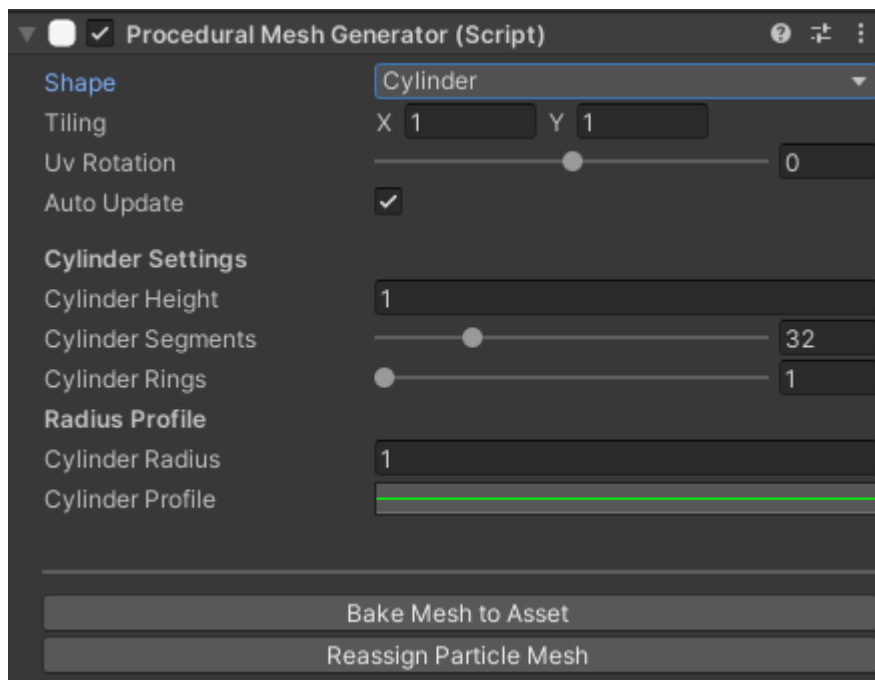 Procedural Mesh Generator (Script)
Shape Cylinder
Tiling X 1 Y 1
Uv Rotation 0
Auto Update
Cylinder Settings
Cylinder Height 1
Cylinder Segments 32
Cylinder Rings 1
Radius Profile
Cylinder Radius 1
Cylinder Profile
Bake Mesh to Asset
Reassign Particle Mesh